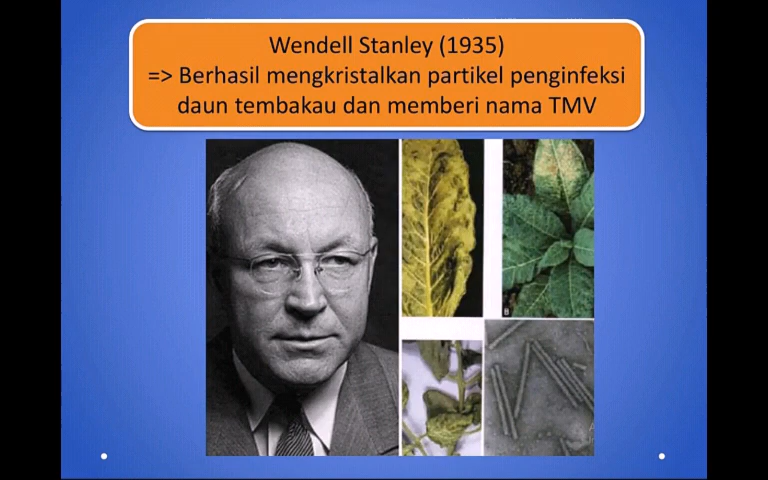 Wendell Stanley (1935)
=> Berhasil mengkristalkan partikel penginfeksi
daun tembakau dan memberi nama TMV
B